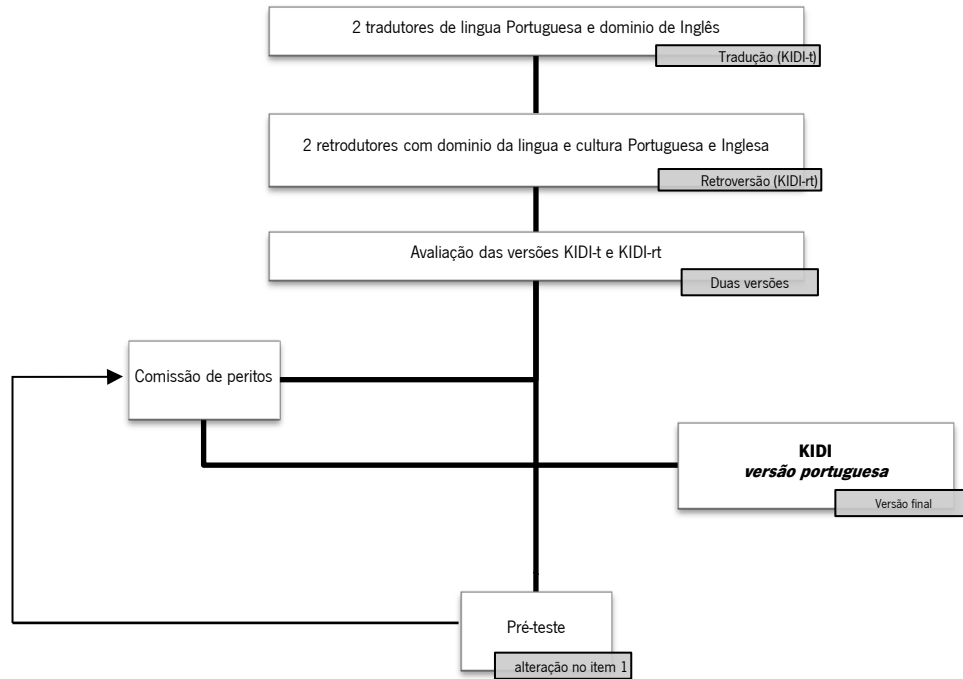 2 tradutores de lingua Portuguesa e dominio de Inglês
Tradução (KIDI-t)
2 retrodutores com dominio da lingua e cultura Portuguesa e Inglesa
Retroversão (KIDI-rt)
Avaliação das versões KIDI-t e KIDI-rt
Duas versões
Comissão de peritos
KIDI
versão portuguesa
Versão final
Pré-teste
alteração no item 1